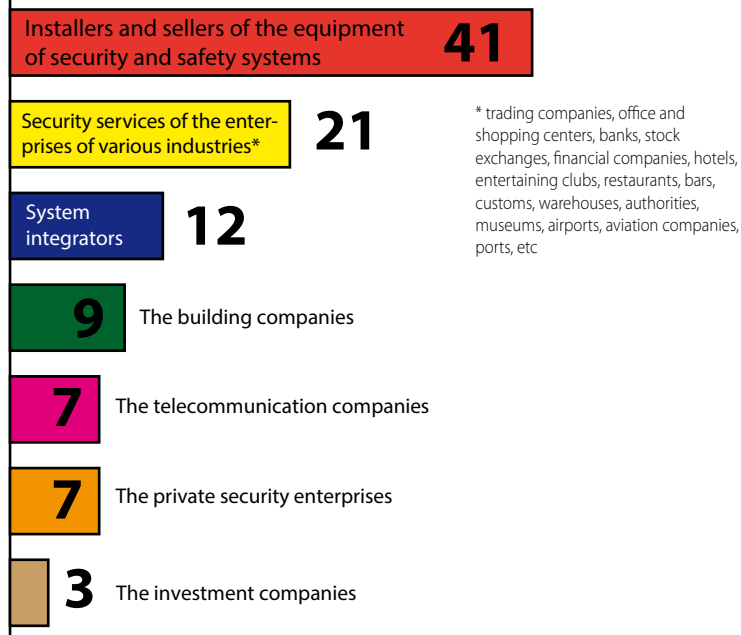 Installers and sellers of the equipment
of security and safety systems
41
Security services of the enter-
prises of various industries*
21
* trading companies, office and
shopping centers, banks, stock
exchanges, financial companies, hotels,
entertaining clubs, restaurants, bars,
customs, warehouses, authorities,
museums, airports, aviation companies,
ports, etc
System
integrators
12
9 The building companies
7 The telecommunication companies
7 The private security enterprises
3 The investment companies